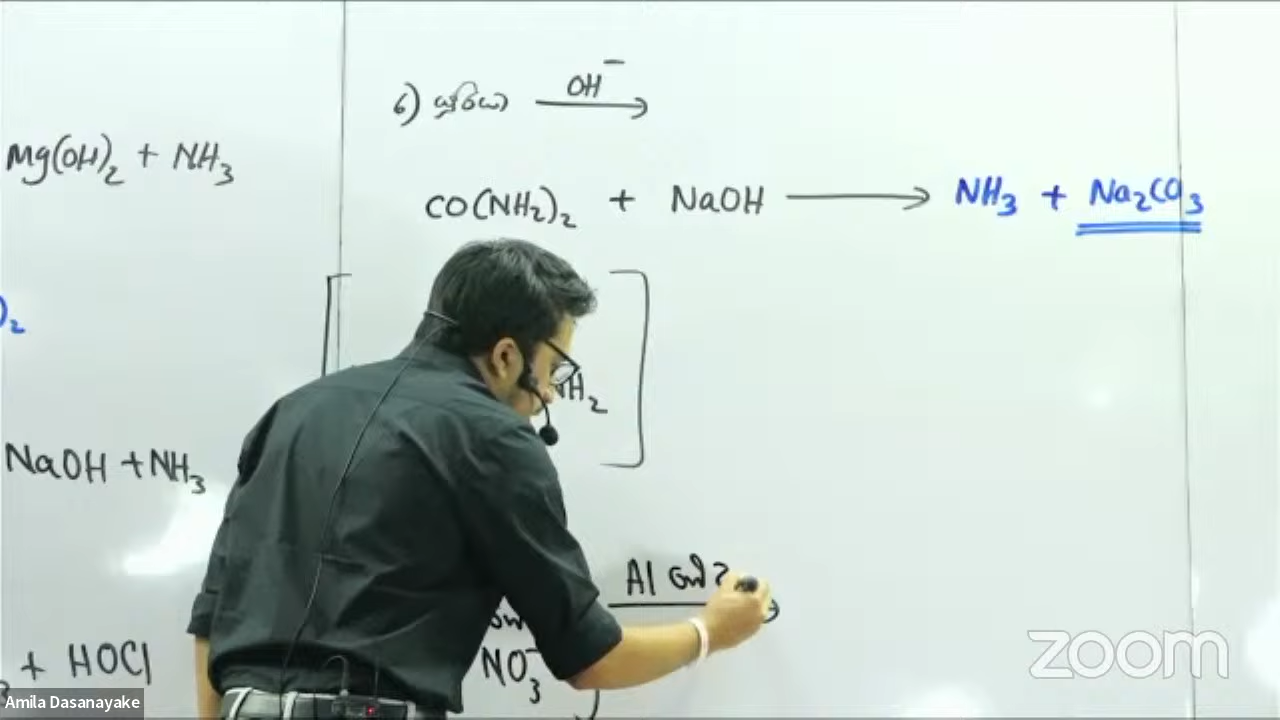 Mg(OH)₂ + NH₃
)₂
NaOH + NH₃
+ HOCl
6) යූරියා OH⁻ →
CO(NH₂)₂ + NaOH ⟶ NH₃ + Na₂CO₃
NH₂
Al
NO₃⁻
zoom
Amila Dasanayake